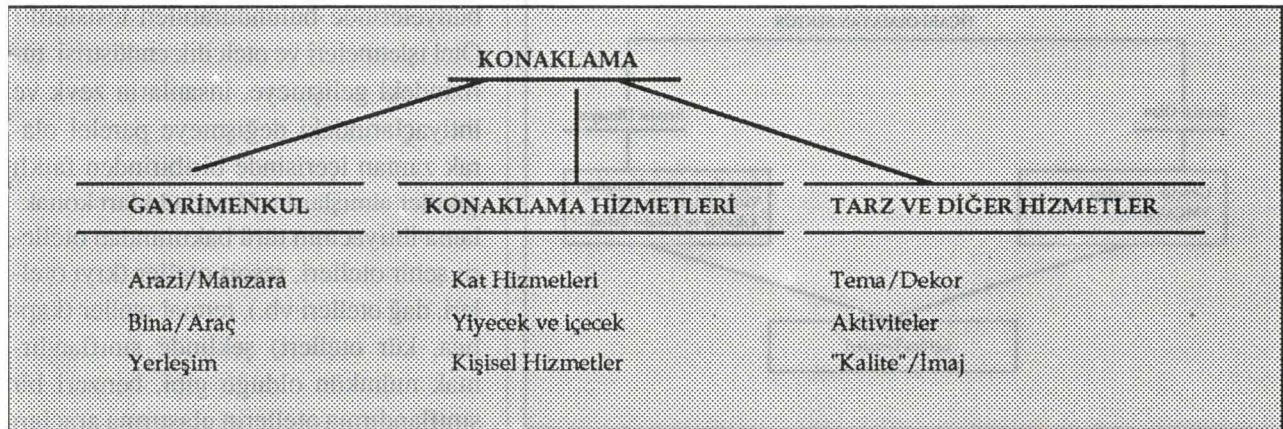 KONAKLAMA
GAYRİMENKUL KONAKLAMA HİZMETLERİ TARZ VE DİĞER HİZMETLER
Arazi/Manzara Kat Hizmetleri Tema/Dekor
Bina/Araç Yiyecek ve içecek Aktiviteler
Yerleşim Kişisel Hizmetler "Kalite"/İmaj